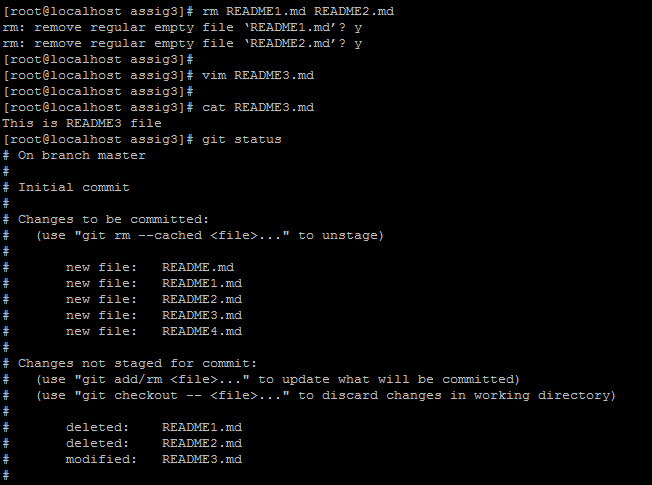 [root@localhost assig3]# rm README1.md README2.md
rm: remove regular empty file ‘README1.md’? y
rm: remove regular empty file ‘README2.md’? y
[root@localhost assig3]#
[root@localhost assig3]# vim README3.md
[root@localhost assig3]#
[root@localhost assig3]# cat README3.md
This is README3 file
[root@localhost assig3]# git status
# On branch master
#
# Initial commit
#
# Changes to be committed:
#   (use "git rm --cached <file>..." to unstage)
#
#       new file:   README.md
#       new file:   README1.md
#       new file:   README2.md
#       new file:   README3.md
#       new file:   README4.md
#
# Changes not staged for commit:
#   (use "git add/rm <file>..." to update what will be committed)
#   (use "git checkout -- <file>..." to discard changes in working directory)
#
#       deleted:    README1.md
#       deleted:    README2.md
#       modified:   README3.md
#